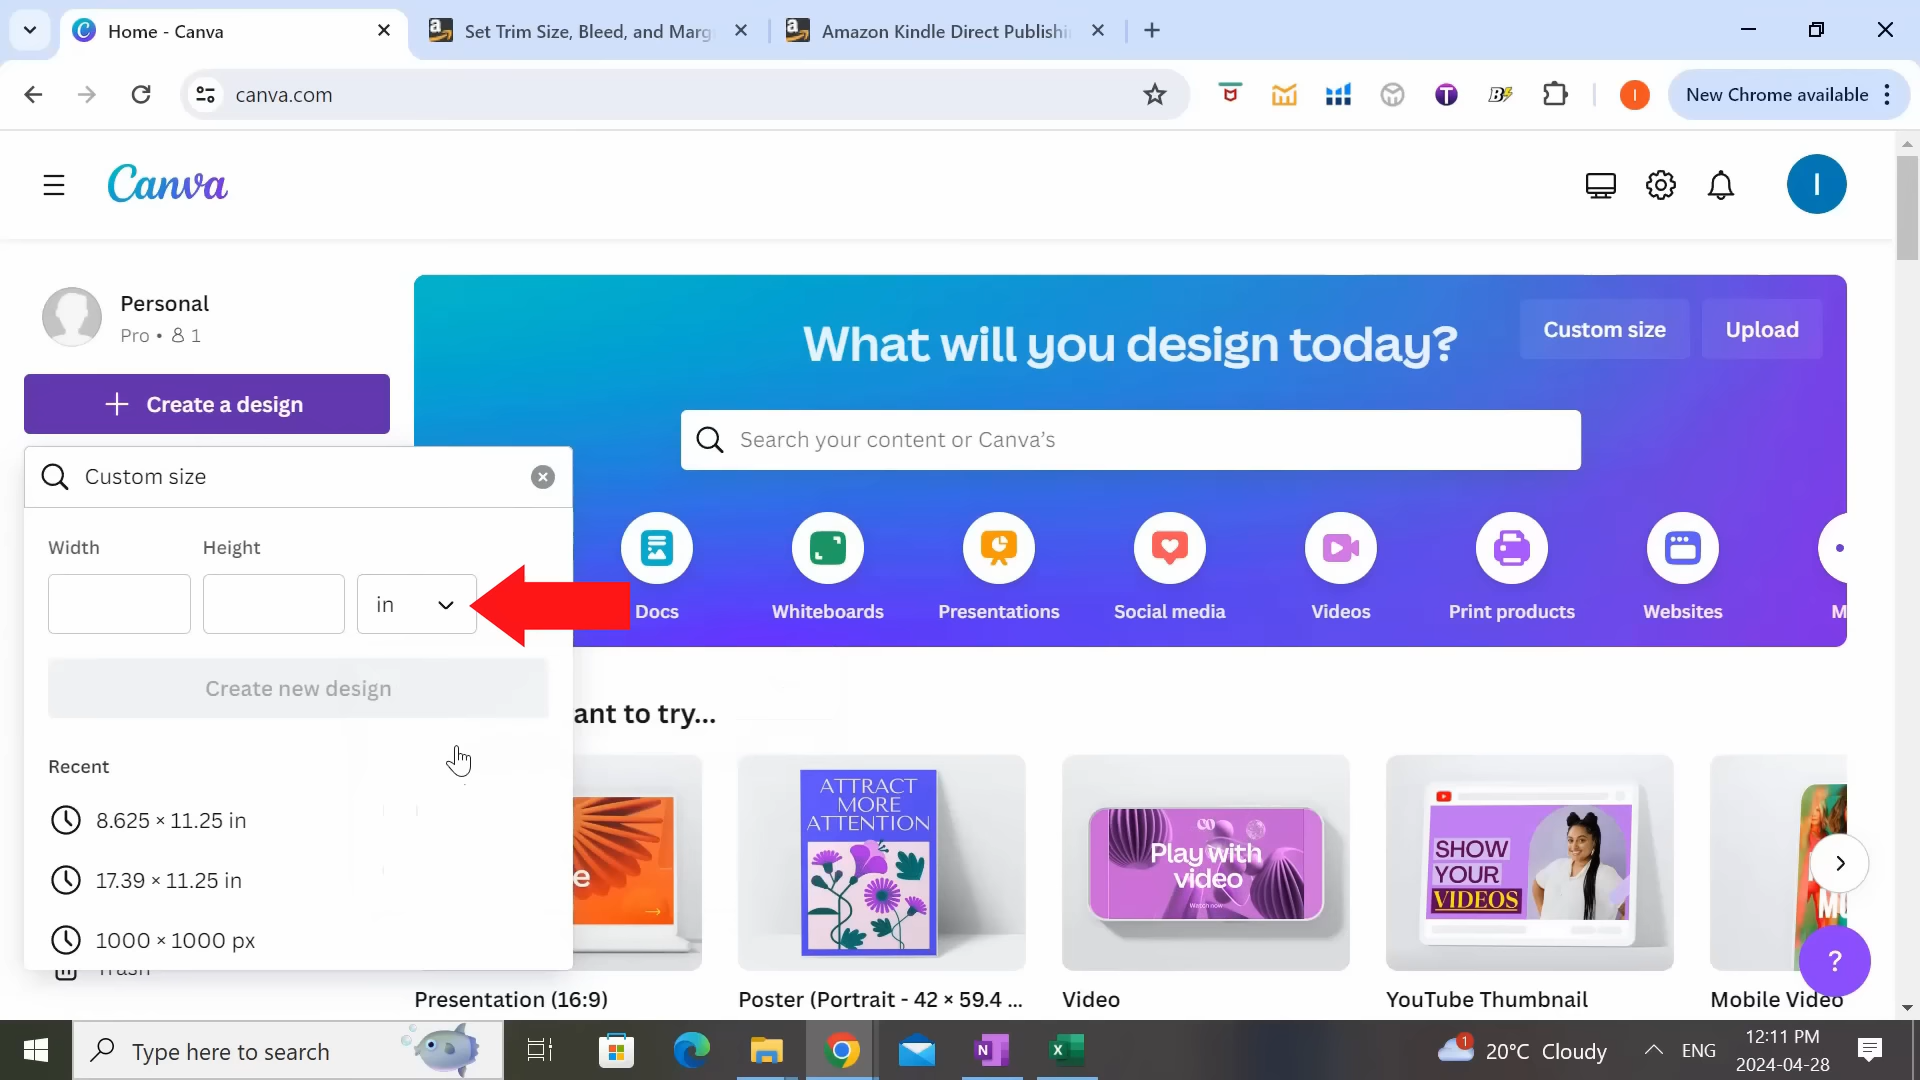 Home - Canva
Set Trim Size, Bleed, and Marg
Amazon Kindle Direct Publishi
canva.com
New Chrome available
Canva
Personal
Pro • 1
Create a design
Custom size
Width Height
in
Create new design
Recent
8.625 × 11.25 in
17.39 × 11.25 in
1000 × 1000 px
Trash
What will you design today?
Custom size
Upload
Search your content or Canva's
Docs
Whiteboards
Presentations
Social media
Videos
Print products
Websites
M
ant to try...
e
ATTRACT
MORE
ATTENTION
Play with
video
Watch now
SHOW
YOUR
VIDEOS
Presentation (16:9)
Poster (Portrait - 42 × 59.4 ...
Video
YouTube Thumbnail
Mobile Video
?
Type here to search
1
20°C Cloudy
ENG
12:11 PM
2024-04-28